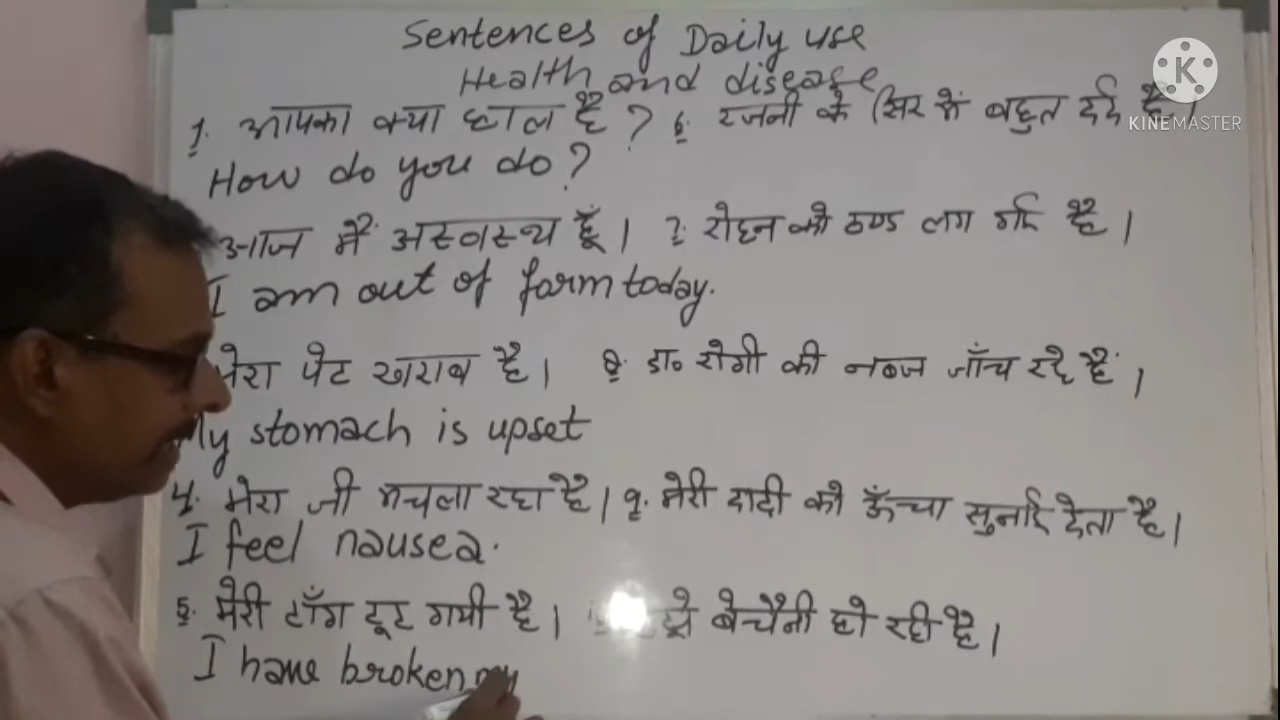 Sentences of Daily use
Health and disease
1. आपका क्या हाल है ? 6. रजनी के सिर में बहुत दर्द है ।
KINEMASTER
How do you do ?
आज मैं अस्वस्थ हूँ । 7. रोहन को ठण्ड लग गई है ।
I am out of farm today.
मेरा पेट खराब है । 8. डा० रोगी की नब्ज जाँच रहे हैं ।
My stomach is upset
4. मेरा जी मचला रहा है । 9. मेरी दादी को ऊँचा सुनाई देता है ।
I feel nausea.
5. मेरी टाँग टूट गयी है । बेचैनी हो रही है ।
I have broken my